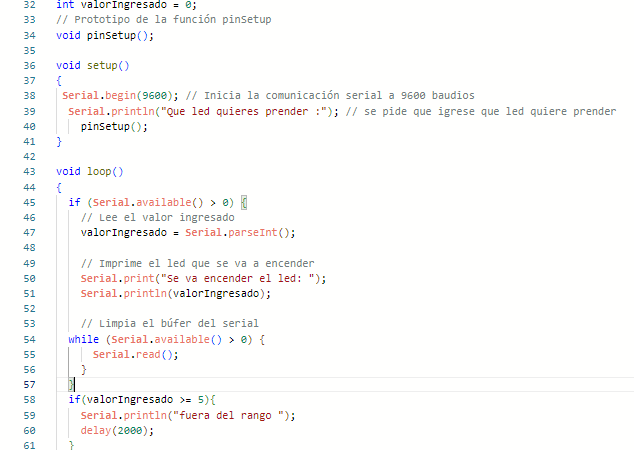 32 int valorIngresado = 0;
33 // Prototipo de la función pinSetup
34 void pinSetup();
35
36 void setup()
37 {
38 Serial.begin(9600); // Inicia la comunicación serial a 9600 baudios
39 Serial.println("Que led quieres prender :"); // se pide que igrese que led quiere prender
40 pinSetup();
41 }
42
43 void loop()
44 {
45 if (Serial.available() > 0) {
46 // Lee el valor ingresado
47 valorIngresado = Serial.parseInt();
48
49 // Imprime el led que se va a encender
50 Serial.print("Se va encender el led: ");
51 Serial.println(valorIngresado);
52
53 // Limpia el búfer del serial
54 while (Serial.available() > 0) {
55 Serial.read();
56 }
57 }
58 if(valorIngresado >= 5){
59 Serial.println("fuera del rango ");
60 delay(2000);
61 }